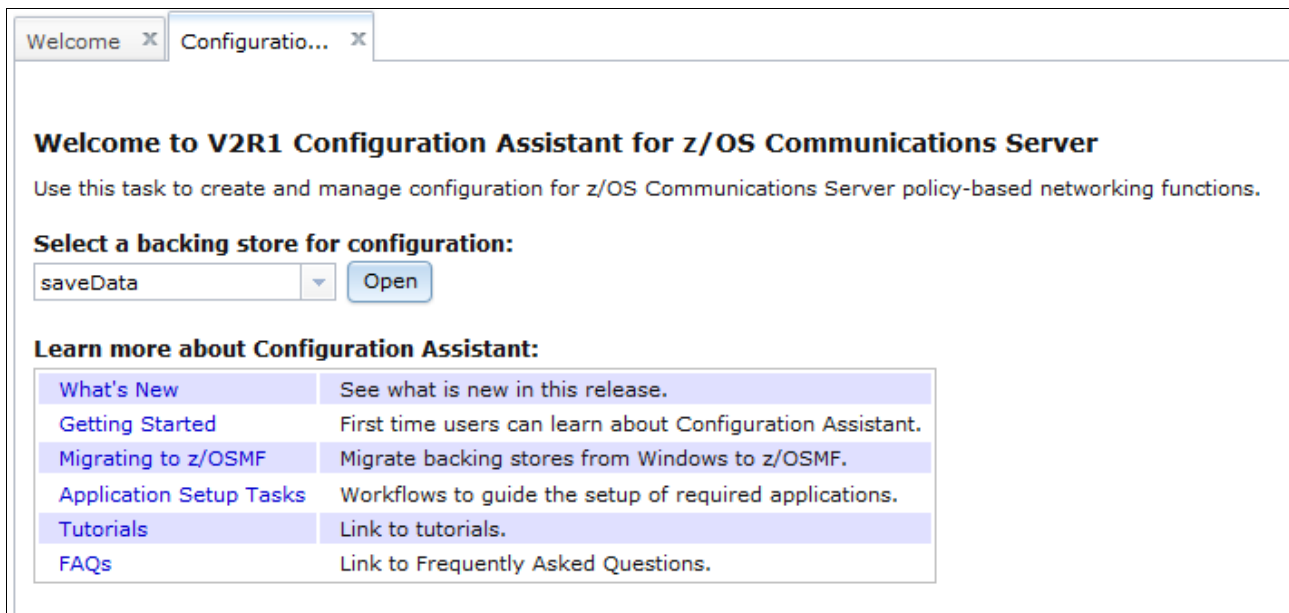 Welcome x Configuratio... x
Welcome to V2R1 Configuration Assistant for z/OS Communications Server
Use this task to create and manage configuration for z/OS Communications Server policy-based networking functions.
Select a backing store for configuration:
saveData Open
Learn more about Configuration Assistant:
What's New See what is new in this release.
Getting Started First time users can learn about Configuration Assistant.
Migrating to z/OSMF Migrate backing stores from Windows to z/OSMF.
Application Setup Tasks Workflows to guide the setup of required applications.
Tutorials Link to tutorials.
FAQs Link to Frequently Asked Questions.